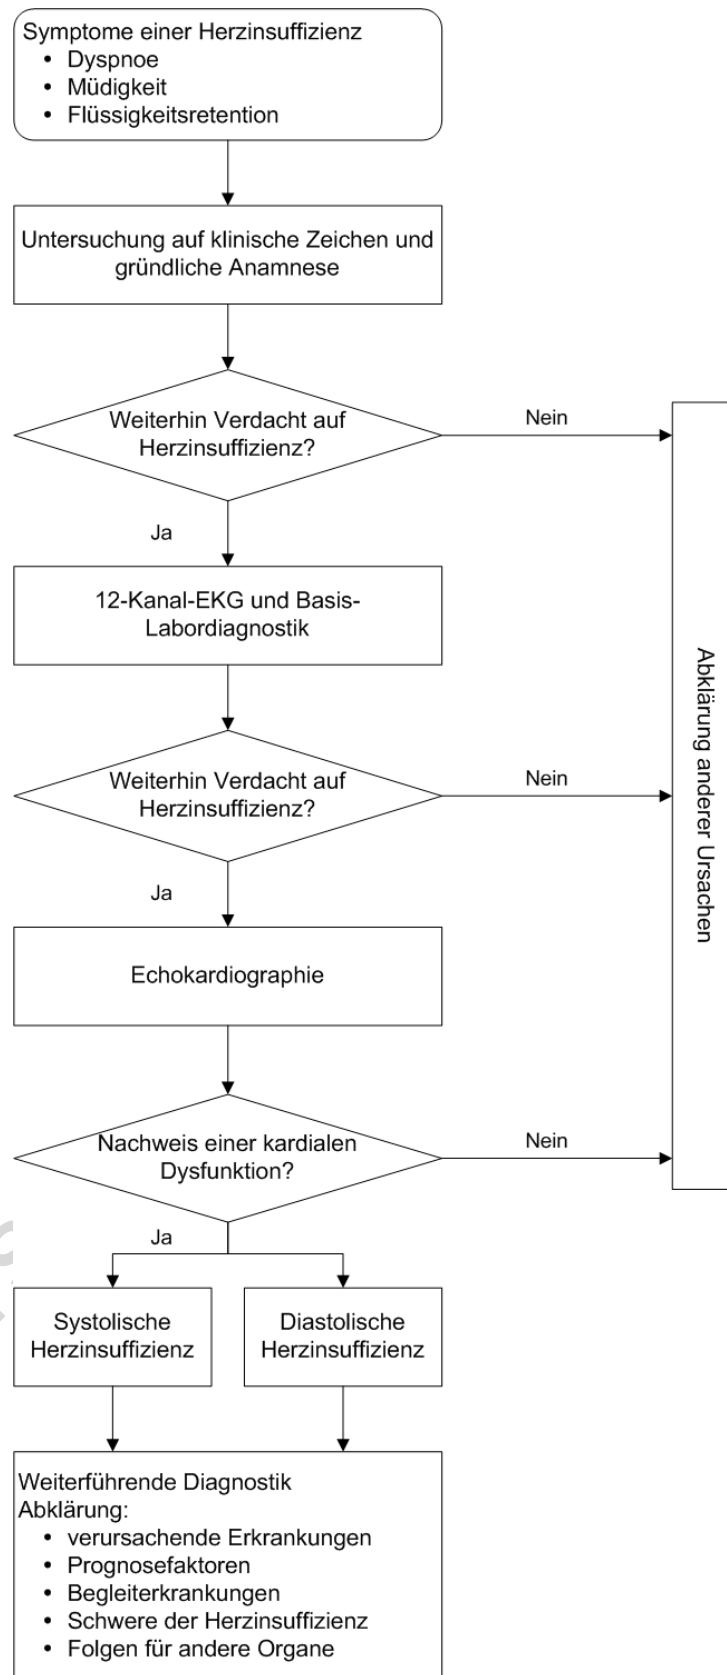 Symptome einer Herzinsuffizienz
• Dyspnoe
• Müdigkeit
• Flüssigkeitsretention
Untersuchung auf klinische Zeichen und
gründliche Anamnese
Weiterhin Verdacht auf
Herzinsuffizienz?
Nein
Ja
12-Kanal-EKG und Basis-
Labordiagnostik
Weiterhin Verdacht auf
Herzinsuffizienz?
Nein
Ja
Abklärung anderer Ursachen
Echokardiographie
Nachweis einer kardialen
Dysfunktion?
Nein
Ja
Systolische
Herzinsuffizienz
Diastolische
Herzinsuffizienz
Weiterführende Diagnostik
Abklärung:
• verursachende Erkrankungen
• Prognosefaktoren
• Begleiterkrankungen
• Schwere der Herzinsuffizienz
• Folgen für andere Organe